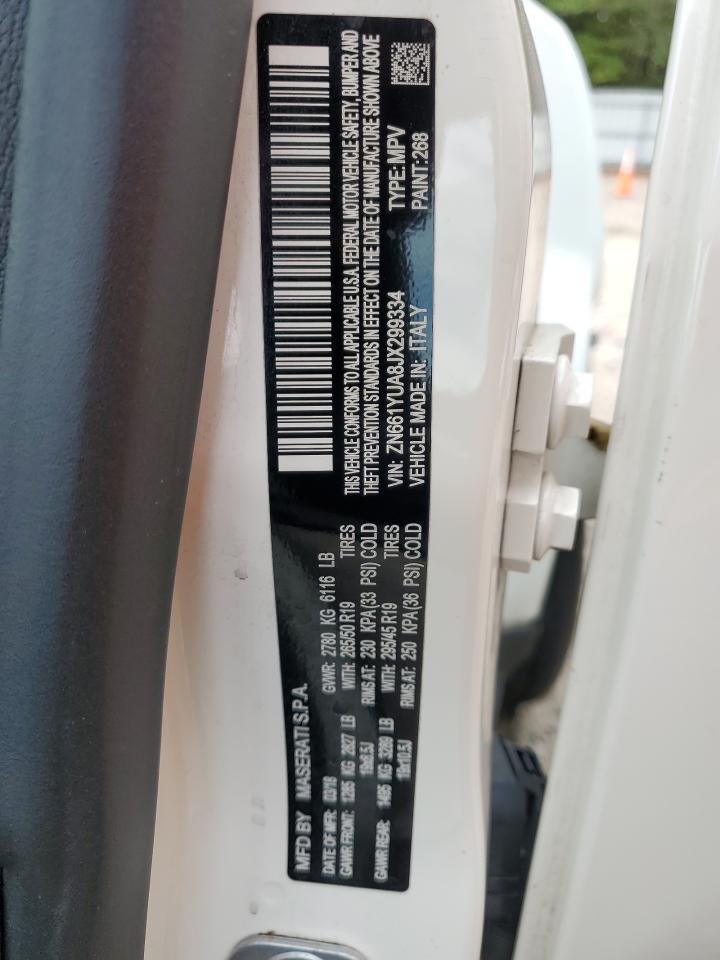 MFD BY MASERATI S.P.A.
DATE OF MFR: 03/18 GVWR: 2780 KG 6116 LB
GAWR FRONT: 1285 KG 2827 LB WITH: 265/50 R19 TIRES
19x8.5J RIMS AT: 230 KPA(33 PSI) COLD
GAWR REAR: 1495 KG 3289 LB WITH: 295/45 R19 TIRES
19x10.5J RIMS AT: 250 KPA(36 PSI) COLD
THIS VEHICLE CONFORMS TO ALL APPLICABLE U.S.A. FEDERAL MOTOR VEHICLE SAFETY, BUMPER AND
THEFT PREVENTION STANDARDS IN EFFECT ON THE DATE OF MANUFACTURE SHOWN ABOVE
VIN: ZN661YUA8JX299334 TYPE: MPV
VEHICLE MADE IN: ITALY PAINT: 268